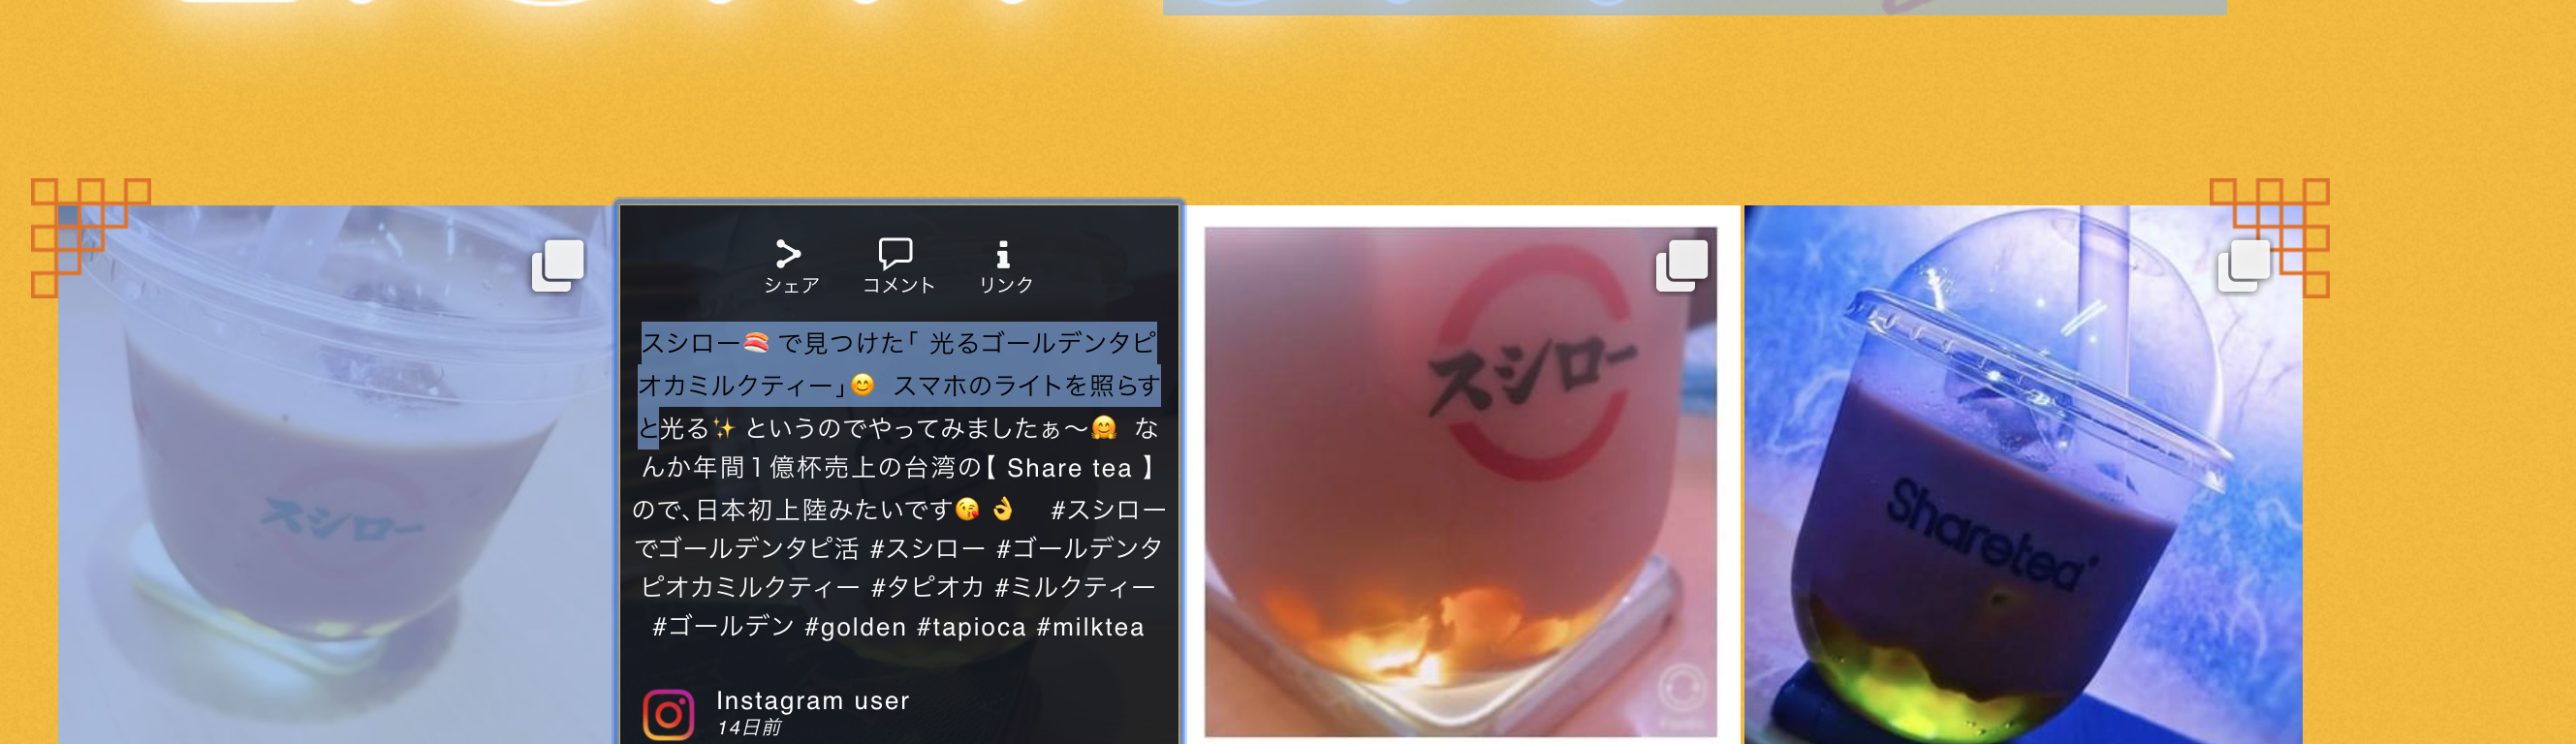 スシロー
シェア
コメント
リンク
スシロー🍣 で見つけた「 光るゴールデンタピ
オカミルクティー」😊 スマホのライトを照らす
と光る✨ というのでやってみましたぁ〜🤗 な
んか年間1億杯売上の台湾の【 Share tea 】
ので、日本初上陸みたいです😘 👌 #スシロー
でゴールデンタピ活 #スシロー #ゴールデンタ
ピオカミルクティー #タピオカ #ミルクティー
#ゴールデン #golden #tapioca #milktea
Instagram user
14日前
スシロー
Sharetea